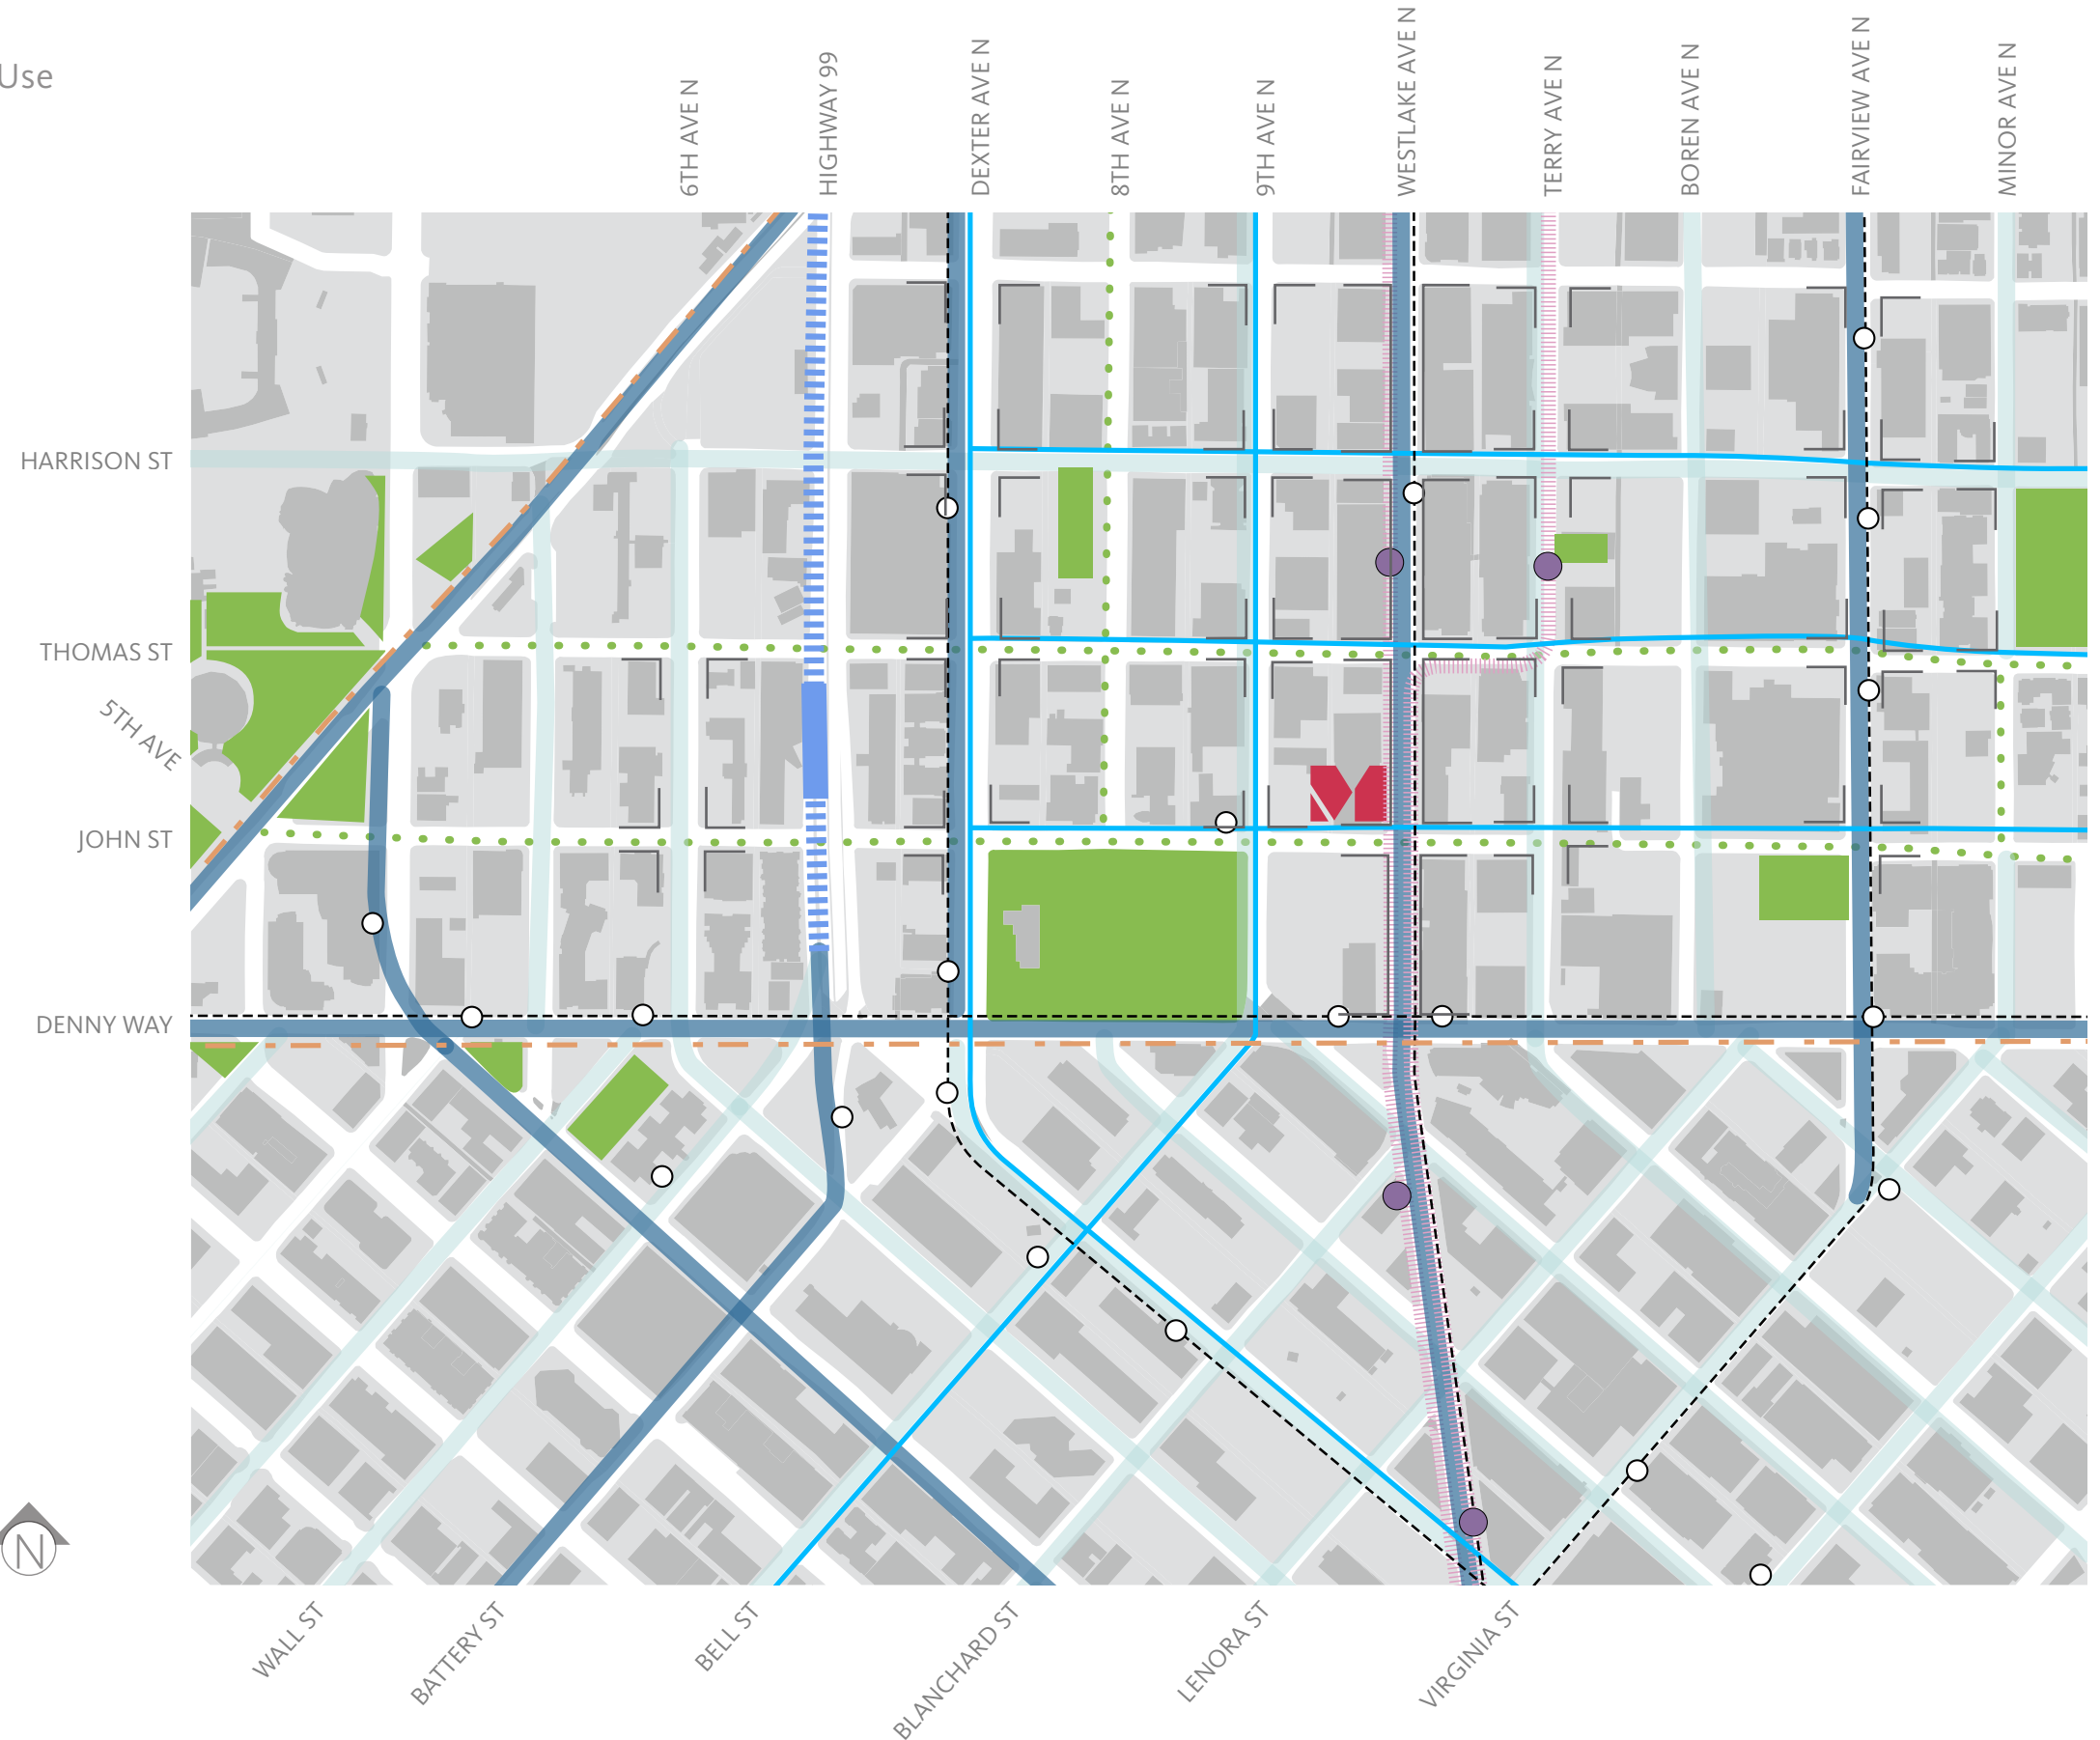 Use
6TH AVE N
HIGHWAY 99
DEXTER AVE N
8TH AVE N
9TH AVE N
WESTLAKE AVE N
TERRY AVE N
BOREN AVE N
FAIRVIEW AVE N
MINOR AVE N
HARRISON ST
THOMAS ST
5TH AVE
JOHN ST
DENNY WAY
N
WALL ST
BATTERY ST
BELL ST
BLANCHARD ST
LENORA ST
VIRGINIA ST